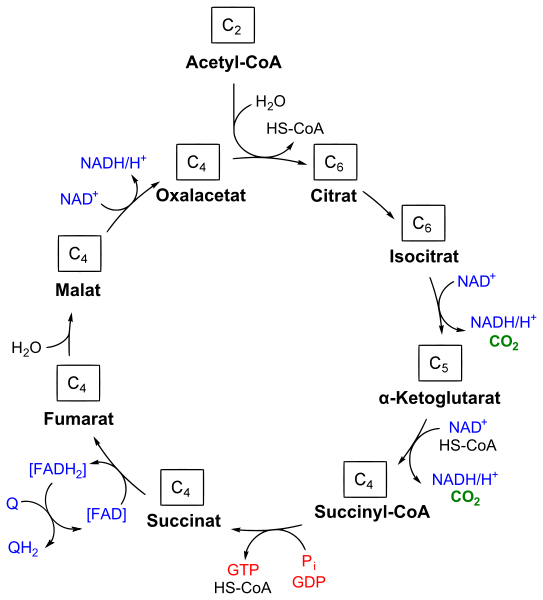 C₂
Acetyl-CoA
H₂O
HS-CoA
C₄
Oxalacetat
C₆
Citrat
C₆
Isocitrat
NAD⁺
NADH/H⁺
CO₂
C₅
α-Ketoglutarat
NAD⁺
HS-CoA
NADH/H⁺
CO₂
C₄
Succinyl-CoA
Pᵢ
GDP
GTP
HS-CoA
C₄
Succinat
[FAD]
[FADH₂]
Q
QH₂
C₄
Fumarat
H₂O
C₄
Malat
NAD⁺
NADH/H⁺